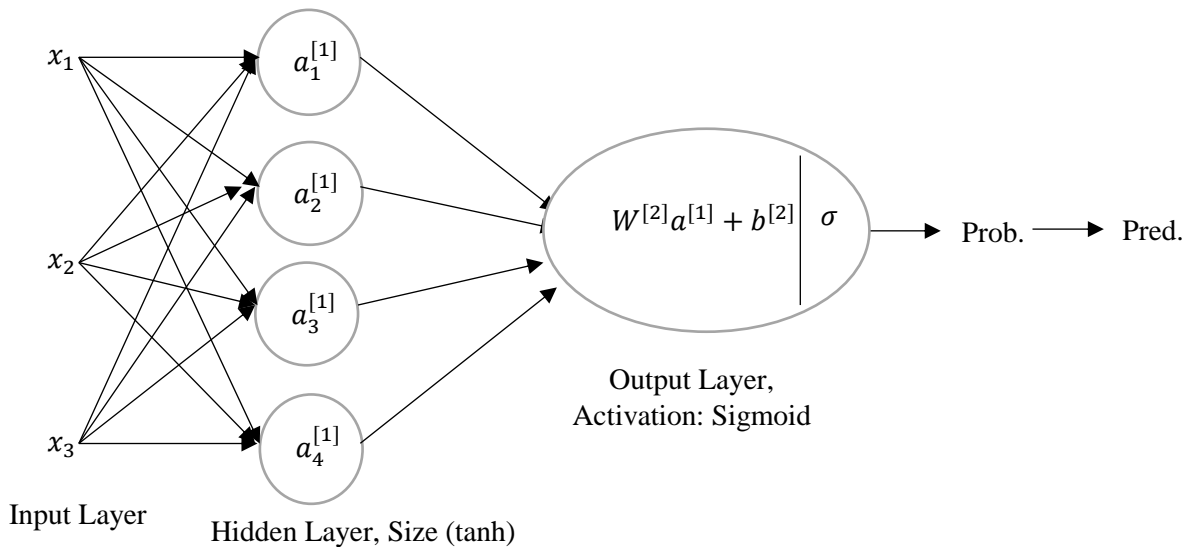 x₁
a₁^[1]
a₂^[1]
W^[2]a^[1] + b^[2] σ
Prob.
Pred.
x₂
a₃^[1]
Output Layer,
Activation: Sigmoid
x₃
a₄^[1]
Input Layer
Hidden Layer, Size (tanh)